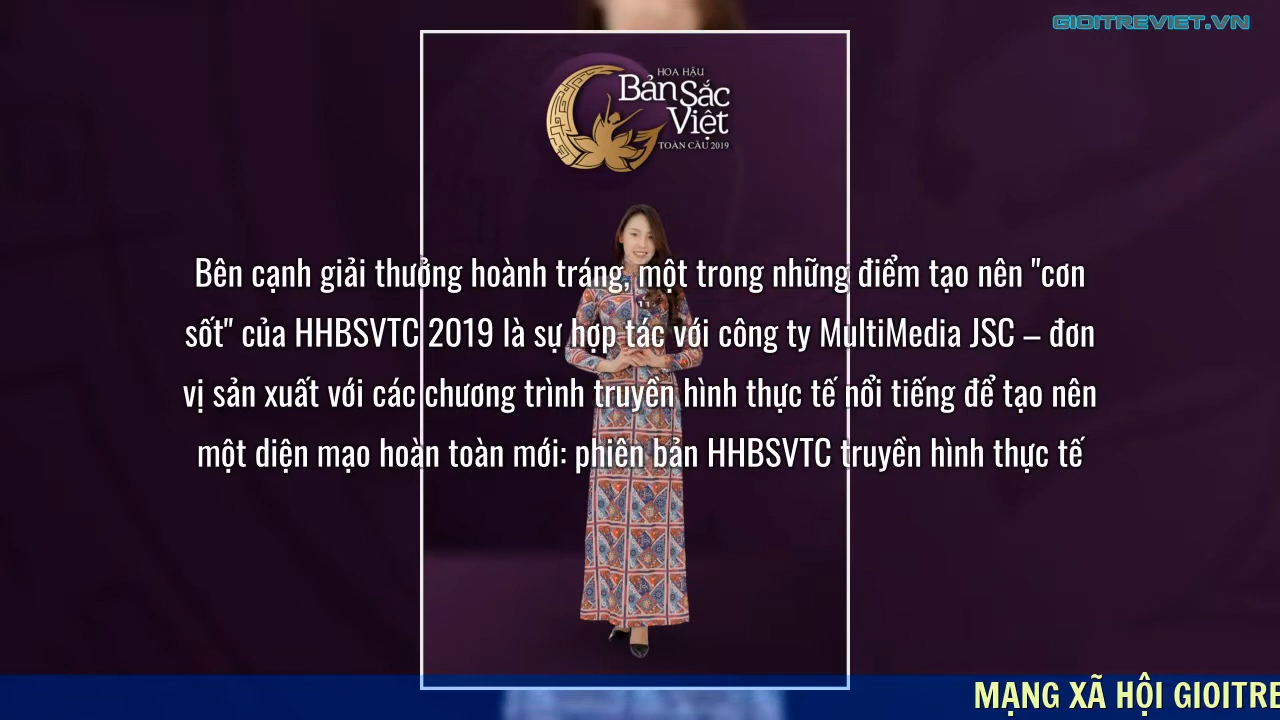 GIOITREVIET.VN
HOA HẬU
Bản Sắc
Việt
TOÀN CẦU 2019
Bên cạnh giải thưởng hoành tráng, một trong những điểm tạo nên "cơn
sốt" của HHBSVTC 2019 là sự hợp tác với công ty MultiMedia JSC – đơn
vị sản xuất với các chương trình truyền hình thực tế nổi tiếng để tạo nên
một diện mạo hoàn toàn mới: phiên bản HHBSVTC truyền hình thực tế
MẠNG XÃ HỘI GIOITRE